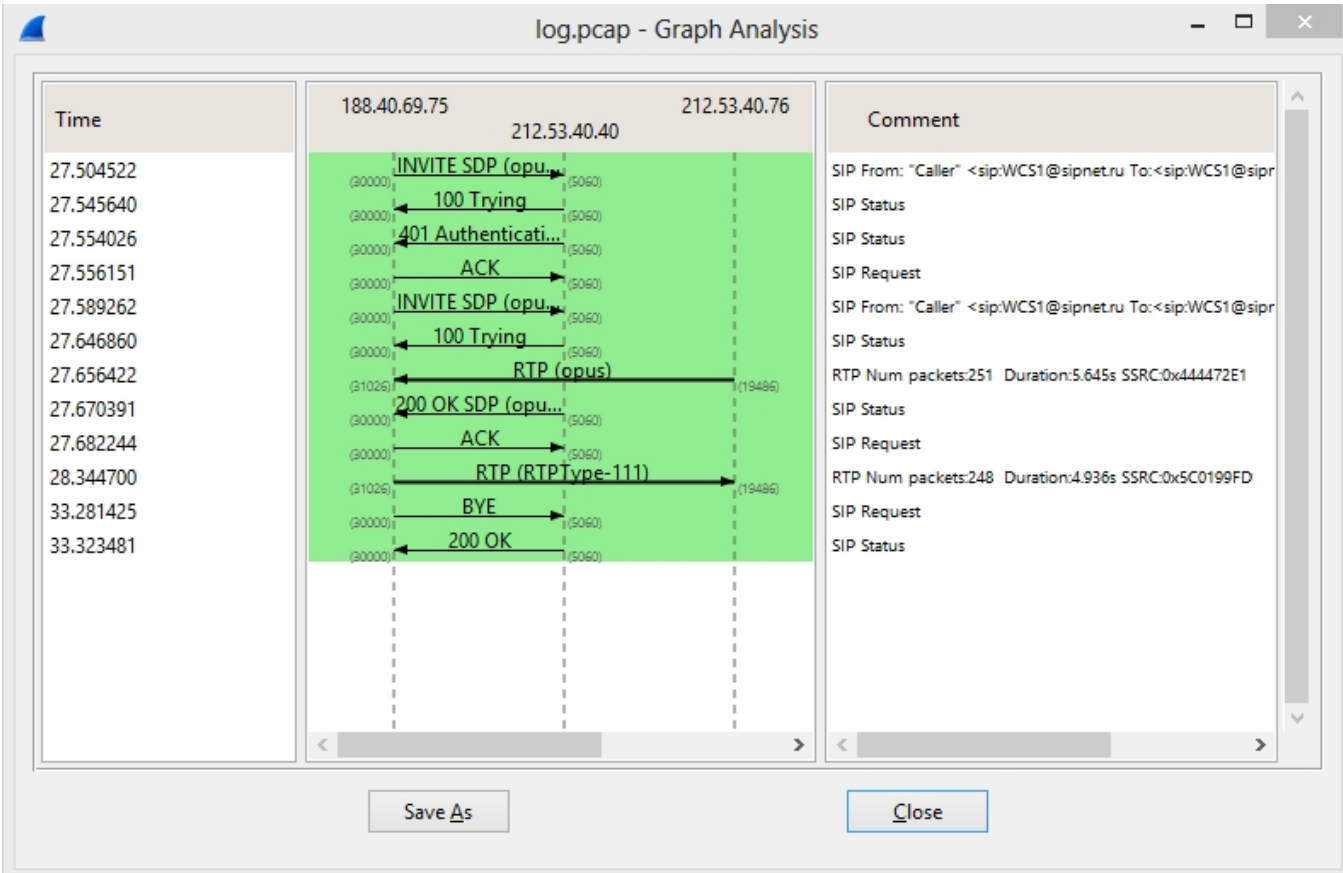 log.pcap - Graph Analysis
Time
188.40.69.75
212.53.40.40
212.53.40.76
Comment
27.504522 INVITE SDP (opu... (30000) (5060) SIP From: "Caller" <sip:WCS1@sipnet.ru To:<sip:WCS1@sipr
27.545640 100 Trying (30000) (5060) SIP Status
27.554026 401 Authenticati... (30000) (5060) SIP Status
27.556151 ACK (30000) (5060) SIP Request
27.589262 INVITE SDP (opu... (30000) (5060) SIP From: "Caller" <sip:WCS1@sipnet.ru To:<sip:WCS1@sipr
27.646860 100 Trying (30000) (5060) SIP Status
27.656422 RTP (opus) (31026) (19486) RTP Num packets:251 Duration:5.645s SSRC:0x444472E1
27.670391 200 OK SDP (opu... (30000) (5060) SIP Status
27.682244 ACK (30000) (5060) SIP Request
28.344700 RTP (RTPType-111) (31026) (19486) RTP Num packets:248 Duration:4.936s SSRC:0x5C0199FD
33.281425 BYE (30000) (5060) SIP Request
33.323481 200 OK (30000) (5060) SIP Status
Save As
Close